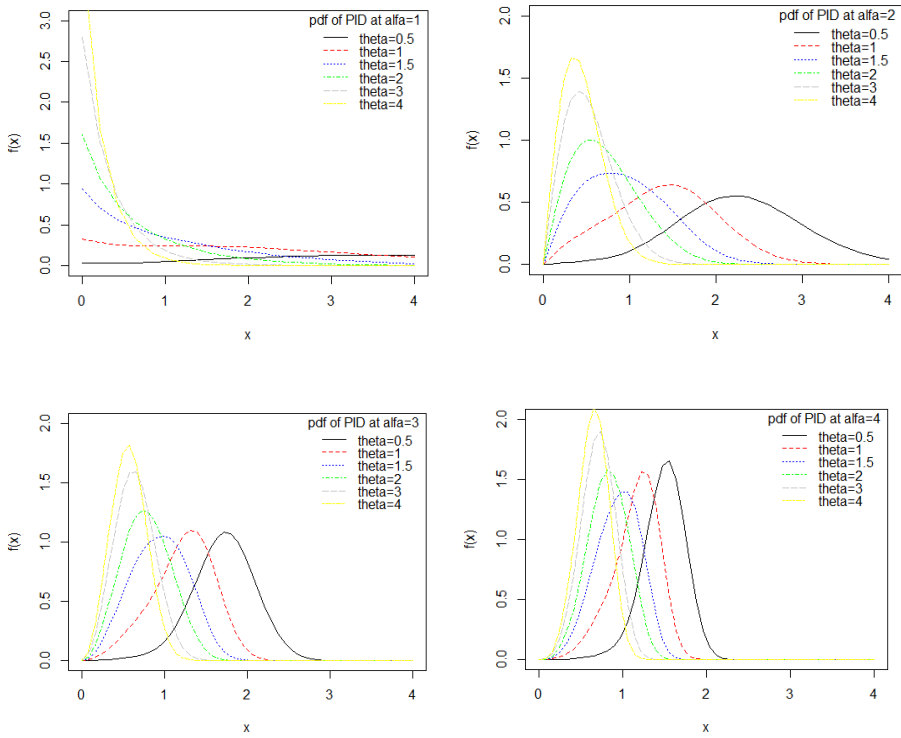 pdf of PID at alfa=1
theta=0.5
theta=1
theta=1.5
theta=2
theta=3
theta=4
f(x)
0.0 0.5 1.0 1.5 2.0 2.5 3.0
0 1 2 3 4
x
pdf of PID at alfa=2
theta=0.5
theta=1
theta=1.5
theta=2
theta=3
theta=4
f(x)
0.0 0.5 1.0 1.5 2.0
0 1 2 3 4
x
pdf of PID at alfa=3
theta=0.5
theta=1
theta=1.5
theta=2
theta=3
theta=4
f(x)
0.0 0.5 1.0 1.5 2.0
0 1 2 3 4
x
pdf of PID at alfa=4
theta=0.5
theta=1
theta=1.5
theta=2
theta=3
theta=4
f(x)
0.0 0.5 1.0 1.5 2.0
0 1 2 3 4
x